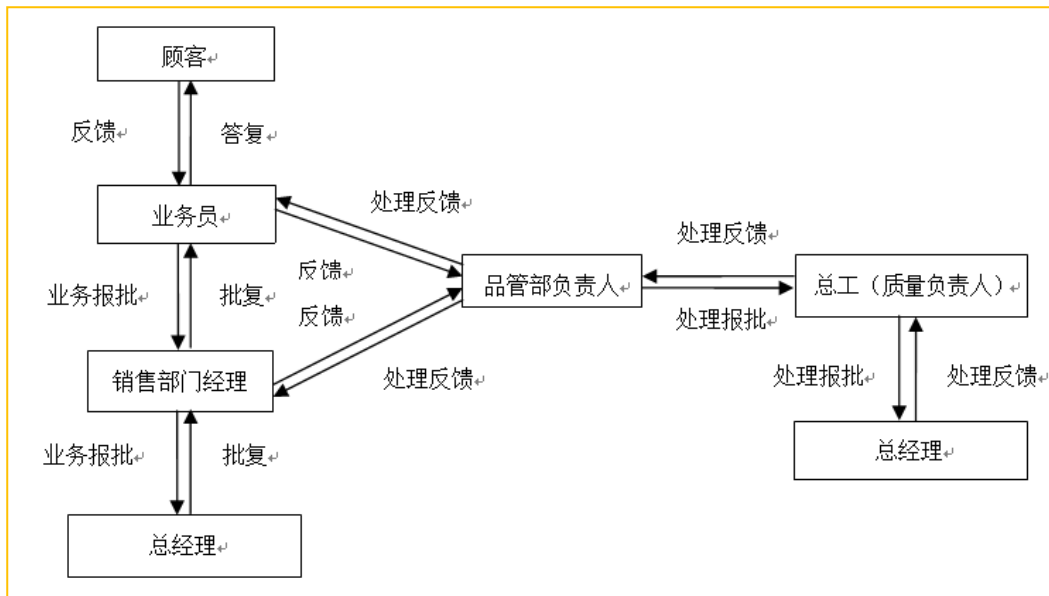 顾客
反馈
答复
业务员
处理反馈
处理反馈
反馈
品管部负责人
总工（质量负责人）
业务报批
批复
反馈
处理报批
销售部门经理
处理反馈
处理报批
处理反馈
业务报批
批复
总经理
总经理